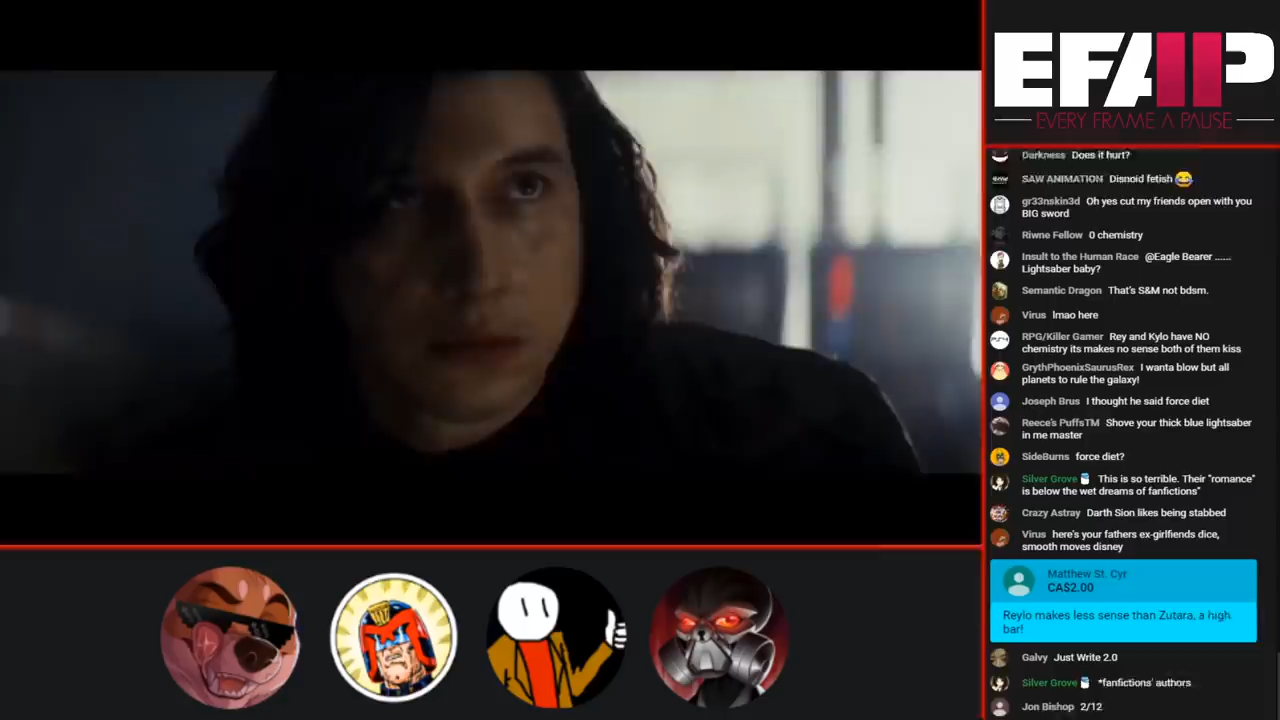 EFAP
EVERY FRAME A PAUSE
Darkness Does it hurt?
SAW ANIMATION Disnoid fetish 😂
gr33nskin3d Oh yes cut my friends open with you
BIG sword
Riwne Fellow 0 chemistry
Insult to the Human Race @Eagle Bearer ......
Lightsaber baby?
Semantic Dragon That's S&M not bdsm.
Virus lmao here
RPG/Killer Gamer Rey and Kylo have NO
chemistry its makes no sense both of them kiss
GrythPhoenixSaurusRex I wanta blow but all
planets to rule the galaxy!
Joseph Brus I thought he said force diet
Reece's PuffsTM Shove your thick blue lightsaber
in me master
SideBurns force diet?
Silver Grove This is so terrible. Their "romance"
is below the wet dreams of fanfictions"
Crazy Astray Darth Sion likes being stabbed
Virus here's your fathers ex-girlfiends dice,
smooth moves disney
Matthew St. Cyr
CA$2.00
Reylo makes less sense than Zutara, a high
bar!
Galvy Just Write 2.0
Silver Grove *fanfictions' authors
Jon Bishop 2/12